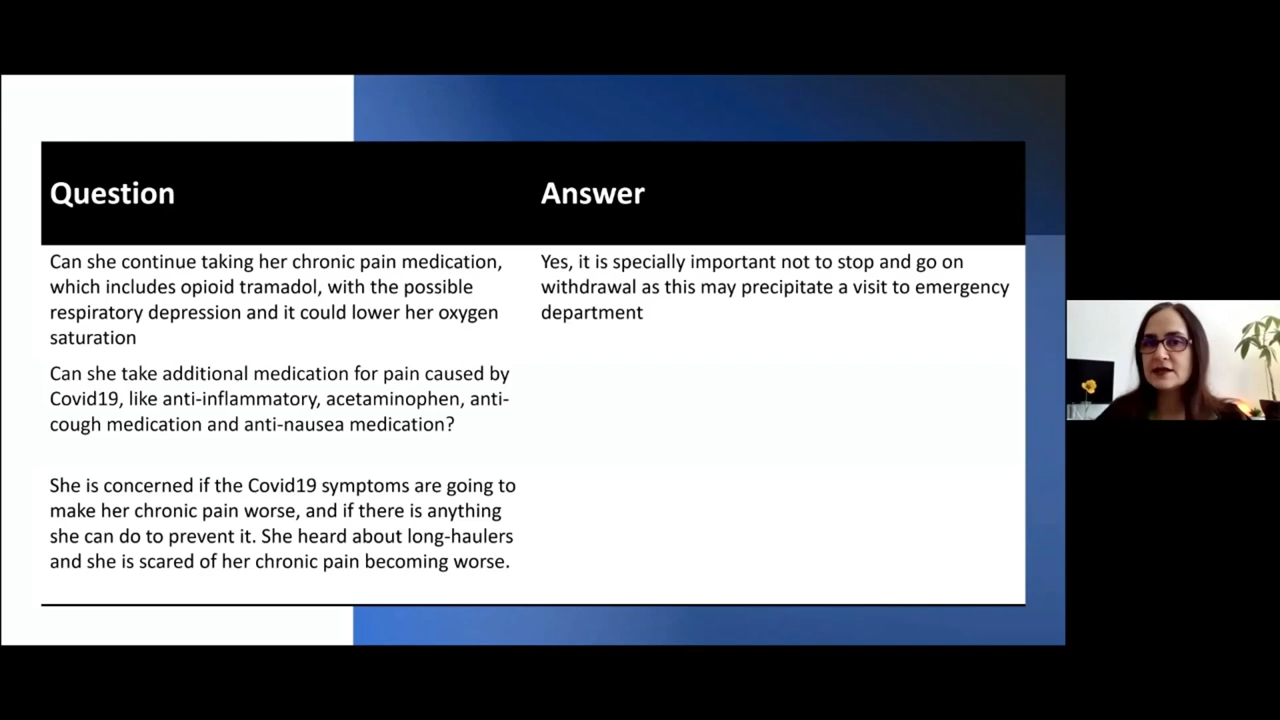 Question
Answer
Can she continue taking her chronic pain medication,
which includes opioid tramadol, with the possible
respiratory depression and it could lower her oxygen
saturation
Yes, it is specially important not to stop and go on
withdrawal as this may precipitate a visit to emergency
department
Can she take additional medication for pain caused by
Covid19, like anti-inflammatory, acetaminophen, anti-
cough medication and anti-nausea medication?
She is concerned if the Covid19 symptoms are going to
make her chronic pain worse, and if there is anything
she can do to prevent it. She heard about long-haulers
and she is scared of her chronic pain becoming worse.